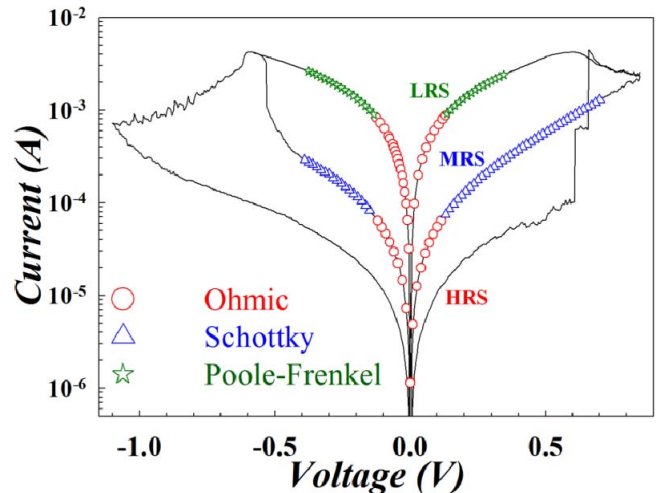 10⁻²
10⁻³
10⁻⁴
10⁻⁵
10⁻⁶
Current (A)
LRS
MRS
HRS
Ohmic
Schottky
Poole-Frenkel
-1.0 -0.5 0.0 0.5
Voltage (V)